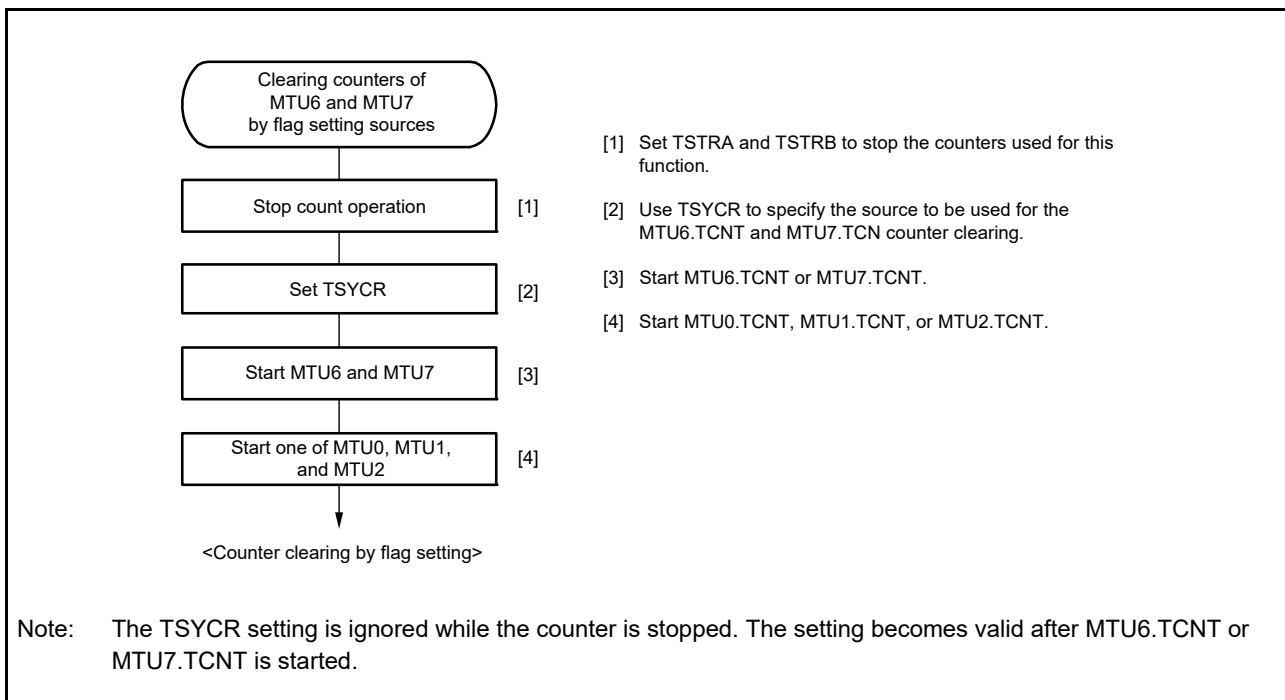 Clearing counters of
MTU6 and MTU7
by flag setting sources
Stop count operation
[1]
Set TSYCR
[2]
Start MTU6 and MTU7
[3]
Start one of MTU0, MTU1,
and MTU2
[4]
<Counter clearing by flag setting>
[1] Set TSTRA and TSTRB to stop the counters used for this
function.
[2] Use TSYCR to specify the source to be used for the
MTU6.TCNT and MTU7.TCN counter clearing.
[3] Start MTU6.TCNT or MTU7.TCNT.
[4] Start MTU0.TCNT, MTU1.TCNT, or MTU2.TCNT.
Note: The TSYCR setting is ignored while the counter is stopped. The setting becomes valid after MTU6.TCNT or
MTU7.TCNT is started.